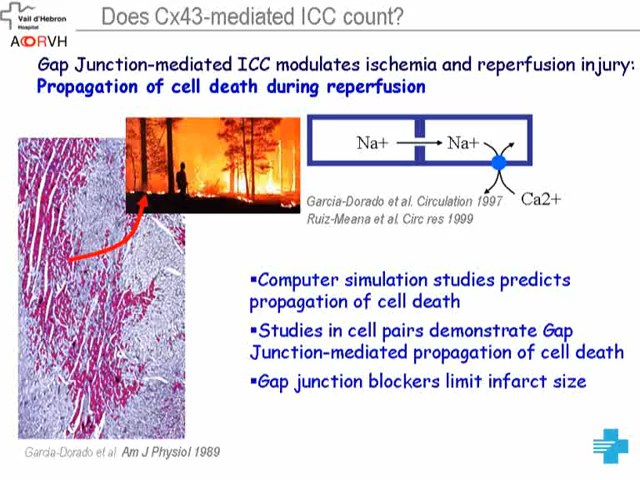 Vall d'Hebron
Hospital
ACORVH
Does Cx43-mediated ICC count?
Gap Junction-mediated ICC modulates ischemia and reperfusion injury:
Propagation of cell death during reperfusion
Na+ Na+
Ca2+
Garcia-Dorado et al. Circulation 1997
Ruiz-Meana et al. Circ res 1999
▪Computer simulation studies predicts
propagation of cell death
▪Studies in cell pairs demonstrate Gap
Junction-mediated propagation of cell death
▪Gap junction blockers limit infarct size
Garcia-Dorado et al Am J Physiol 1989